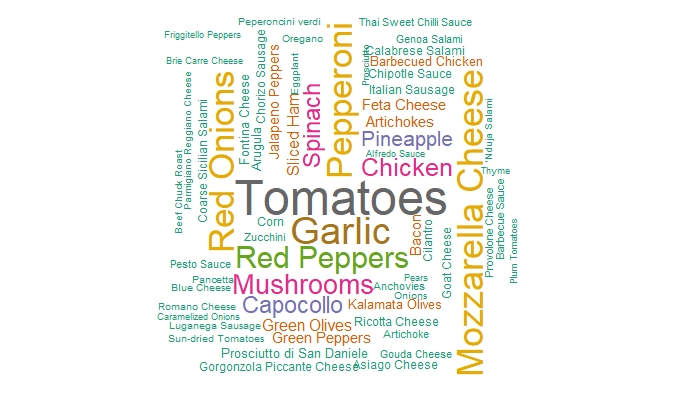 Peperoncini verdi
Thai Sweet Chilli Sauce
Friggitello Peppers
Oregano
Genoa Salami
Calabrese Salami
Brie Carre Cheese
Barbecued Chicken
Chipotle Sauce
Italian Sausage
Feta Cheese
Artichokes
Pineapple
Alfredo Sauce
Chicken
Thyme
Tomatoes
Corn
Garlic
Zucchini
Red Peppers
Pesto Sauce
Pancetta
Pears
Blue Cheese
Mushrooms
Anchovies
Onions
Romano Cheese
Capocollo
Kalamata Olives
Caramelized Onions
Luganega Sausage
Green Olives
Ricotta Cheese
Sun-dried Tomatoes
Green Peppers
Artichoke
Prosciutto di San Daniele
Gouda Cheese
Gorgonzola Piccante Cheese
Asiago Cheese
Beef Chuck Roast
Parmigiano Reggiano Cheese
Coarse Sicilian Salami
Red Onions
Fontina Cheese
Arugula
Chorizo Sausage
Jalapeno Peppers
Sliced Ham
Eggplant
Spinach
Pepperoni
Prosciutto
Bacon
Cilantro
Goat Cheese
Mozzarella Cheese
'Nduja Salami
Provolone Cheese
Barbecue Sauce
Plum Tomatoes